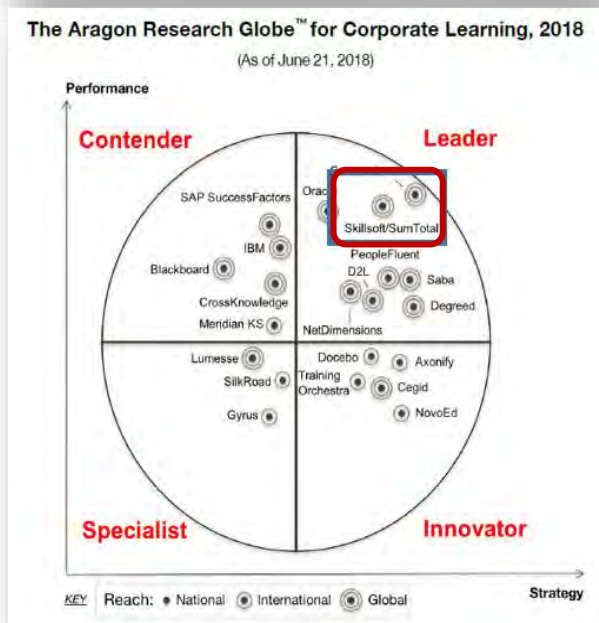 The Aragon Research Globe™ for Corporate Learning, 2018
(As of June 21, 2018)
Performance
Contender
Leader
SAP SuccessFactors
Skillsoft/SumTotal
IBM
PeopleFluent
Blackboard
D2L
Saba
CrossKnowledge
Degreed
Meridian KS
NetDimensions
Lumesse
Docebo
Axonify
SilkRoad
Training
Orchestra
Cegid
Gyrus
NovoEd
Specialist
Innovator
Strategy
KEY Reach: National International Global